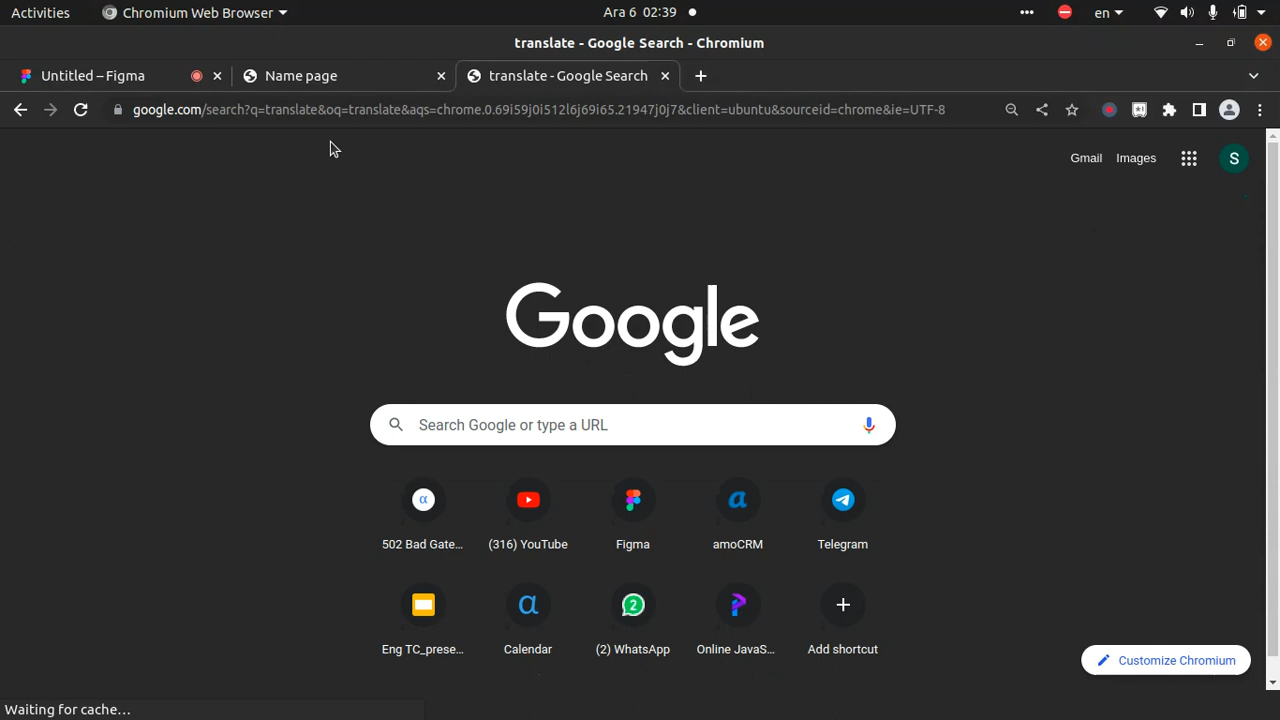 Activities Chromium Web Browser Ara 6 02:39 en
translate - Google Search - Chromium
Untitled – Figma Name page translate - Google Search
google.com/search?q=translate&oq=translate&aqs=chrome.0.69i59j0i512l6j69i65.21947j0j7&client=ubuntu&sourceid=chrome&ie=UTF-8
Gmail Images S
Google
Search Google or type a URL
502 Bad Gate... (316) YouTube Figma amoCRM Telegram
Eng TC_prese... Calendar (2) WhatsApp Online JavaS... Add shortcut
Customize Chromium
Waiting for cache...